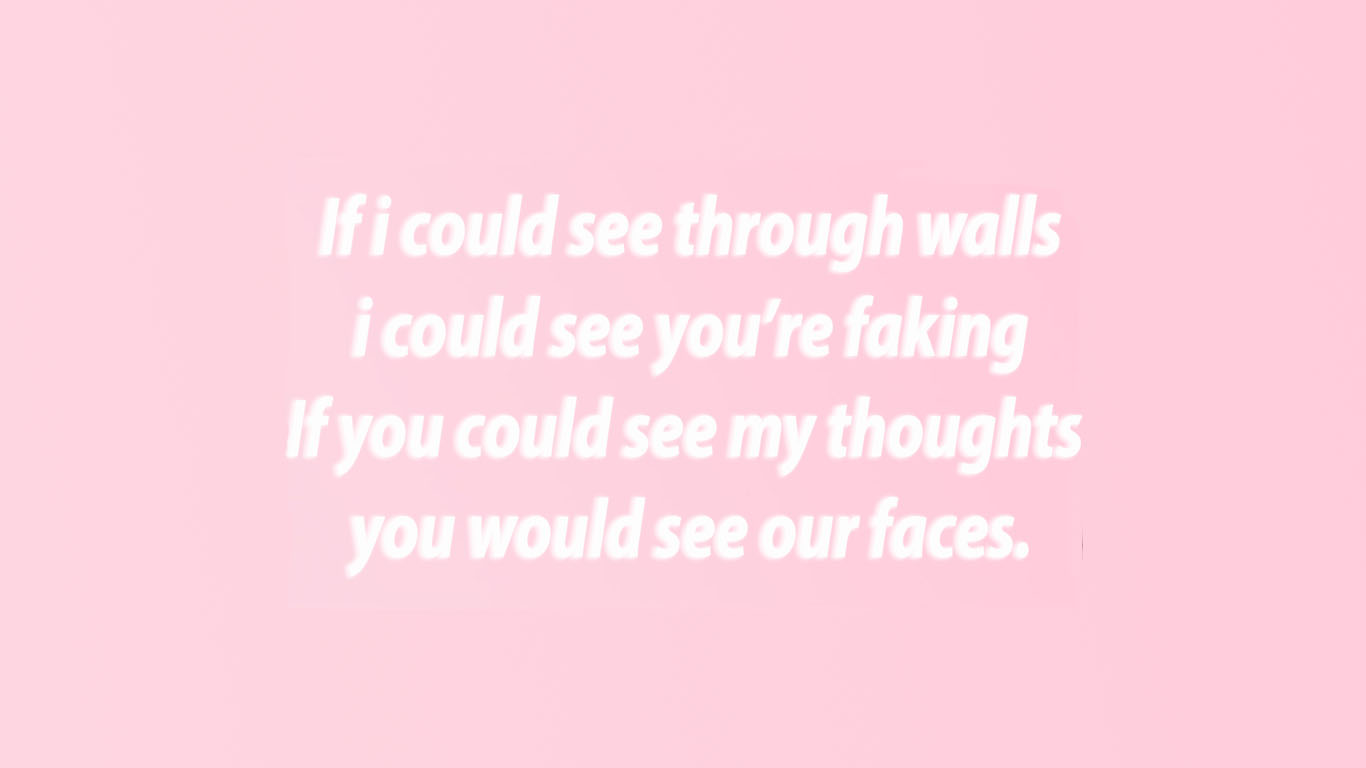 If i could see through walls
i could see you’re faking
If you could see my thoughts
you would see our faces.